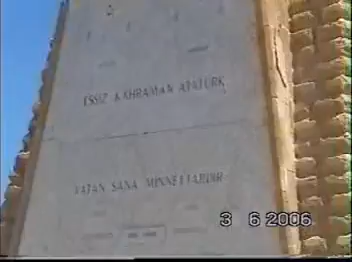 EŞSİZ KAHRAMAN ATATÜRK
VATAN SANA MİNNETTARDIR
3 6 2006